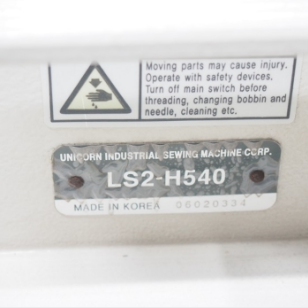 Moving parts may cause injury.
Operate with safety devices.
Turn off main switch before
threading, changing bobbin and
needle, cleaning etc.
UNICORN INDUSTRIAL SEWING MACHINE CORP.
LS2-H540
MADE IN KOREA 06020334